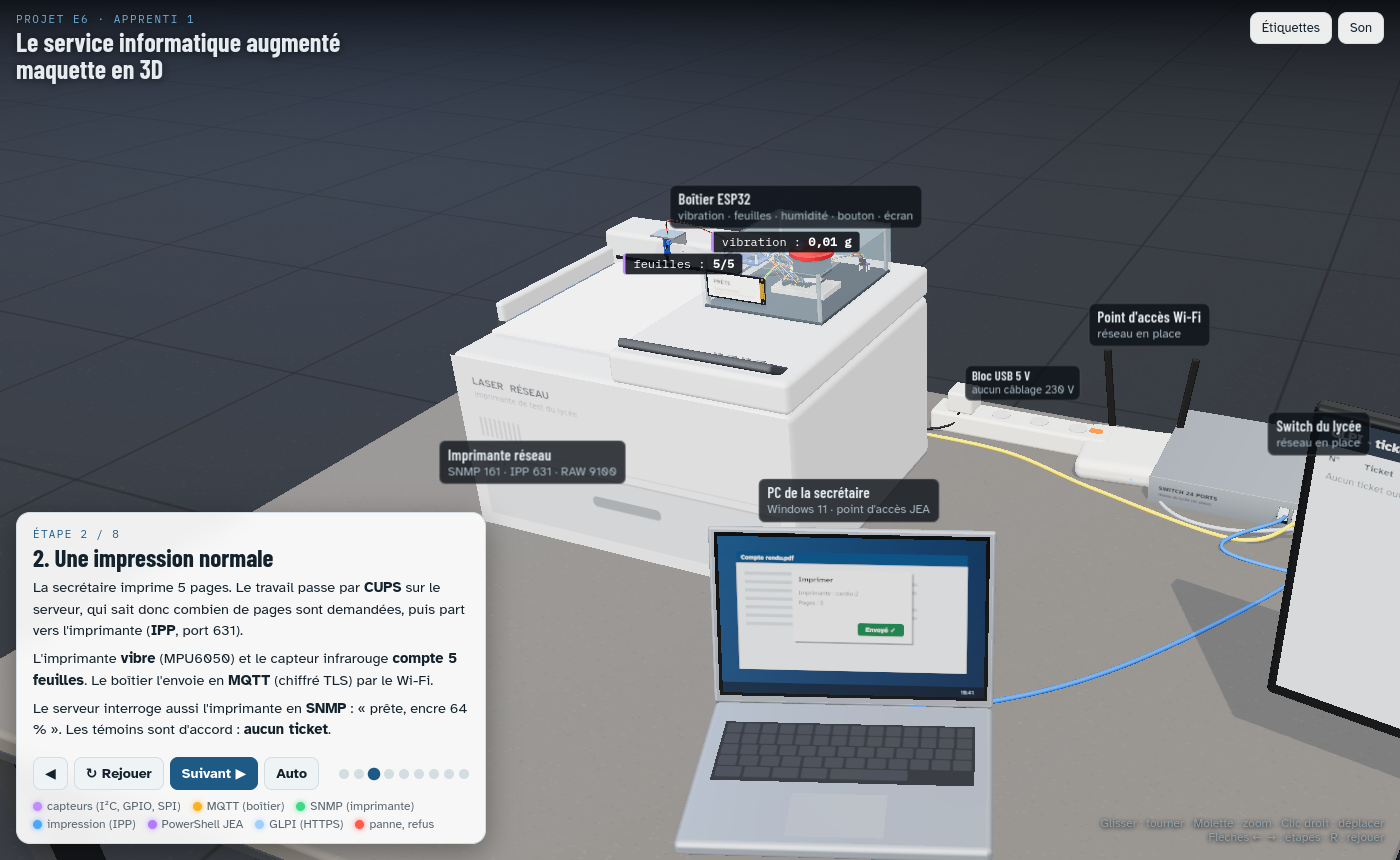 PROJET E6 · APPRENTI 1
Le service informatique augmenté
maquette en 3D
Étiquettes
Son
Boîtier ESP32
vibration · feuilles · humidité · bouton · écran
vibration : 0,01 g
feuilles : 5/5
LASER RÉSEAU
imprimante de test du lycée
Point d'accès Wi-Fi
réseau en place
Bloc USB 5 V
aucun câblage 230 V
Switch du lycée
réseau en place
SWITCH 24 PORTS
N°
Ticket
Imprimante réseau
SNMP 161 · IPP 631 · RAW 9100
PC de la secrétaire
Windows 11 · point d'accès JEA
Compte rendu.pdf
Imprimer
Pages : 5
Envoyé ✓
ÉTAPE 2 / 8
2. Une impression normale
La secrétaire imprime 5 pages. Le travail passe par CUPS sur le
serveur, qui sait donc combien de pages sont demandées, puis part
vers l'imprimante (IPP, port 631).
L'imprimante vibre (MPU6050) et le capteur infrarouge compte 5
feuilles. Le boîtier l'envoie en MQTT (chiffré TLS) par le Wi-Fi.
Le serveur interroge aussi l'imprimante en SNMP : « prête, encre 64
% ». Les témoins sont d'accord : aucun ticket.
◀
↻ Rejouer
Suivant ▶
Auto
capteurs (I²C, GPIO, SPI)
MQTT (boîtier)
SNMP (imprimante)
impression (IPP)
PowerShell JEA
GLPI (HTTPS)
panne, refus
Glisser : tourner · Molette : zoom · Clic droit : déplacer
Flèches ← → : étapes · R : rejouer